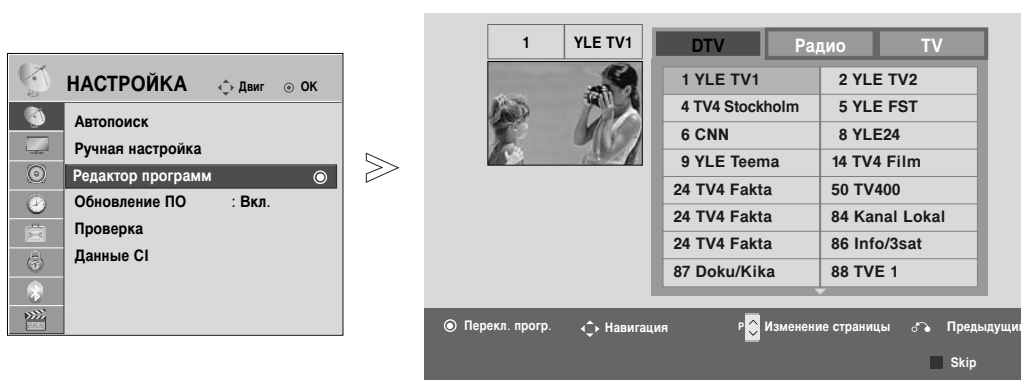 НАСТРОЙКА Двиг OK
Автопоиск
Ручная настройка
Редактор программ
Обновление ПО : Вкл.
Проверка
Данные CI
1 YLE TV1
DTV Радио TV
1 YLE TV1 2 YLE TV2
4 TV4 Stockholm 5 YLE FST
6 CNN 8 YLE24
9 YLE Teema 14 TV4 Film
24 TV4 Fakta 50 TV400
24 TV4 Fakta 84 Kanal Lokal
24 TV4 Fakta 86 Info/3sat
87 Doku/Kika 88 TVE 1
Перекл. прогр. Навигация P Изменение страницы Предыдущий
Skip